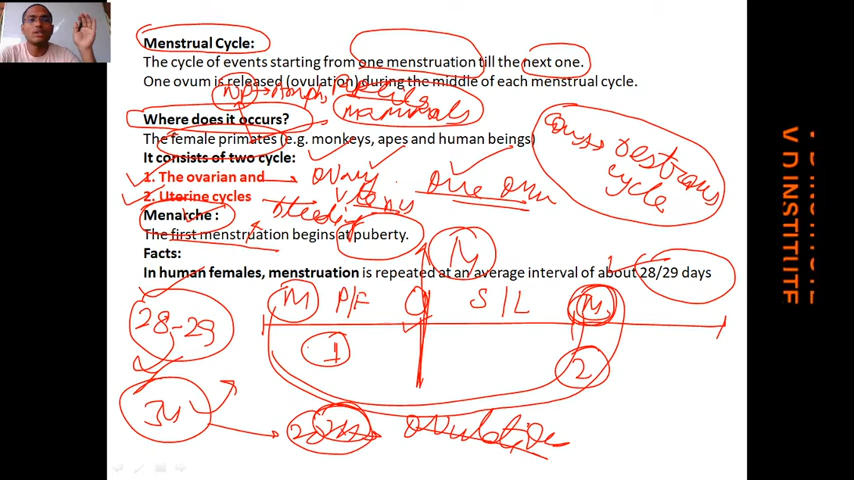 Menstrual Cycle:
The cycle of events starting from one menstruation till the next one.
One ovum is released (ovulation) during the middle of each menstrual cycle.
mammals
Where does it occurs?
The female primates (e.g. monkeys, apes and human beings)
It consists of two cycle:
1. The ovarian and
ovary
one ovum
2. Uterine cycles
cycle
Menarche :
bleeding
The first menstruation begins at puberty.
M
Facts:
In human females, menstruation is repeated at an average interval of about 28/29 days
M P/F O S/L M
28-29
1
2
34
ovulation
V D INSTITUTE